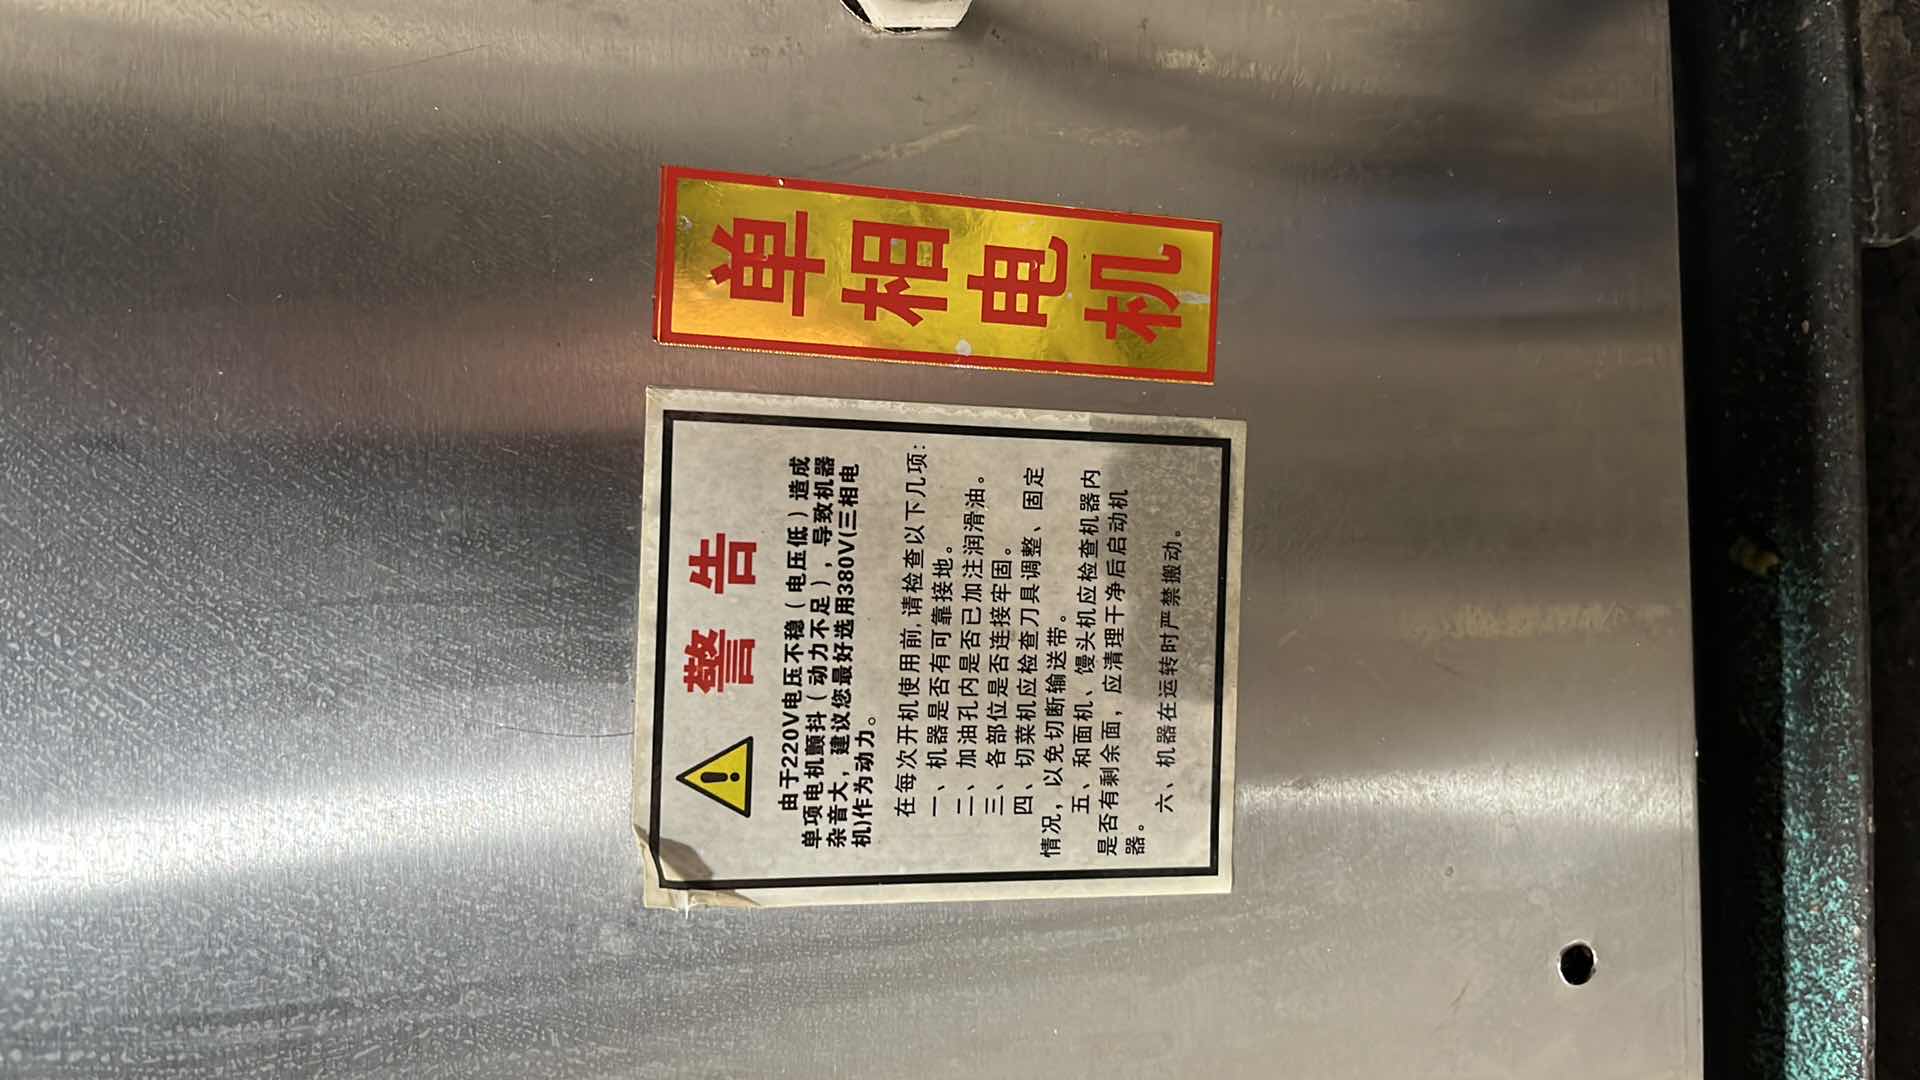 警告
由于220V电压不稳（电压低）造成
单项电机颤抖（动力不足），导致机器
杂音大，建议您最好选用380V(三相电
机)作为动力。
在每次开机使用前,请检查以下几项:
一、机器是否有可靠接地。
二、加油孔内是否已加注润滑油。
三、各部位是否连接牢固。
四、切菜机应检查刀具调整、固定
情况，以免切断输送带。
五、和面机、馒头机应检查机器内
是否有剩余面，应清理干净后启动机
器。
六、机器在运转时严禁搬动。
单相电机